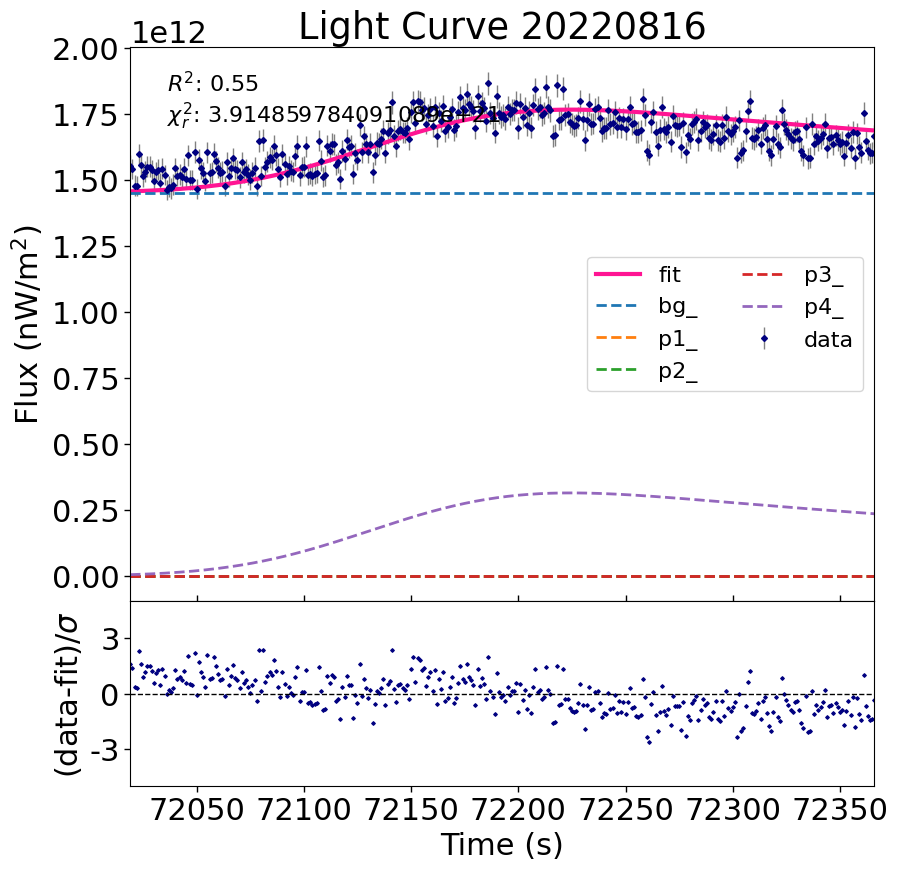 Light Curve 20220816
1e12
2.00
1.75
1.50
1.25
1.00
0.75
0.50
0.25
0.00
Flux (nW/m²)
R²: 0.55
χ²ᵣ: 3.914859784091089e+21
fit
bg_
p1_
p2_
p3_
p4_
data
(data-fit)/σ
3
0
-3
72050 72100 72150 72200 72250 72300 72350
Time (s)